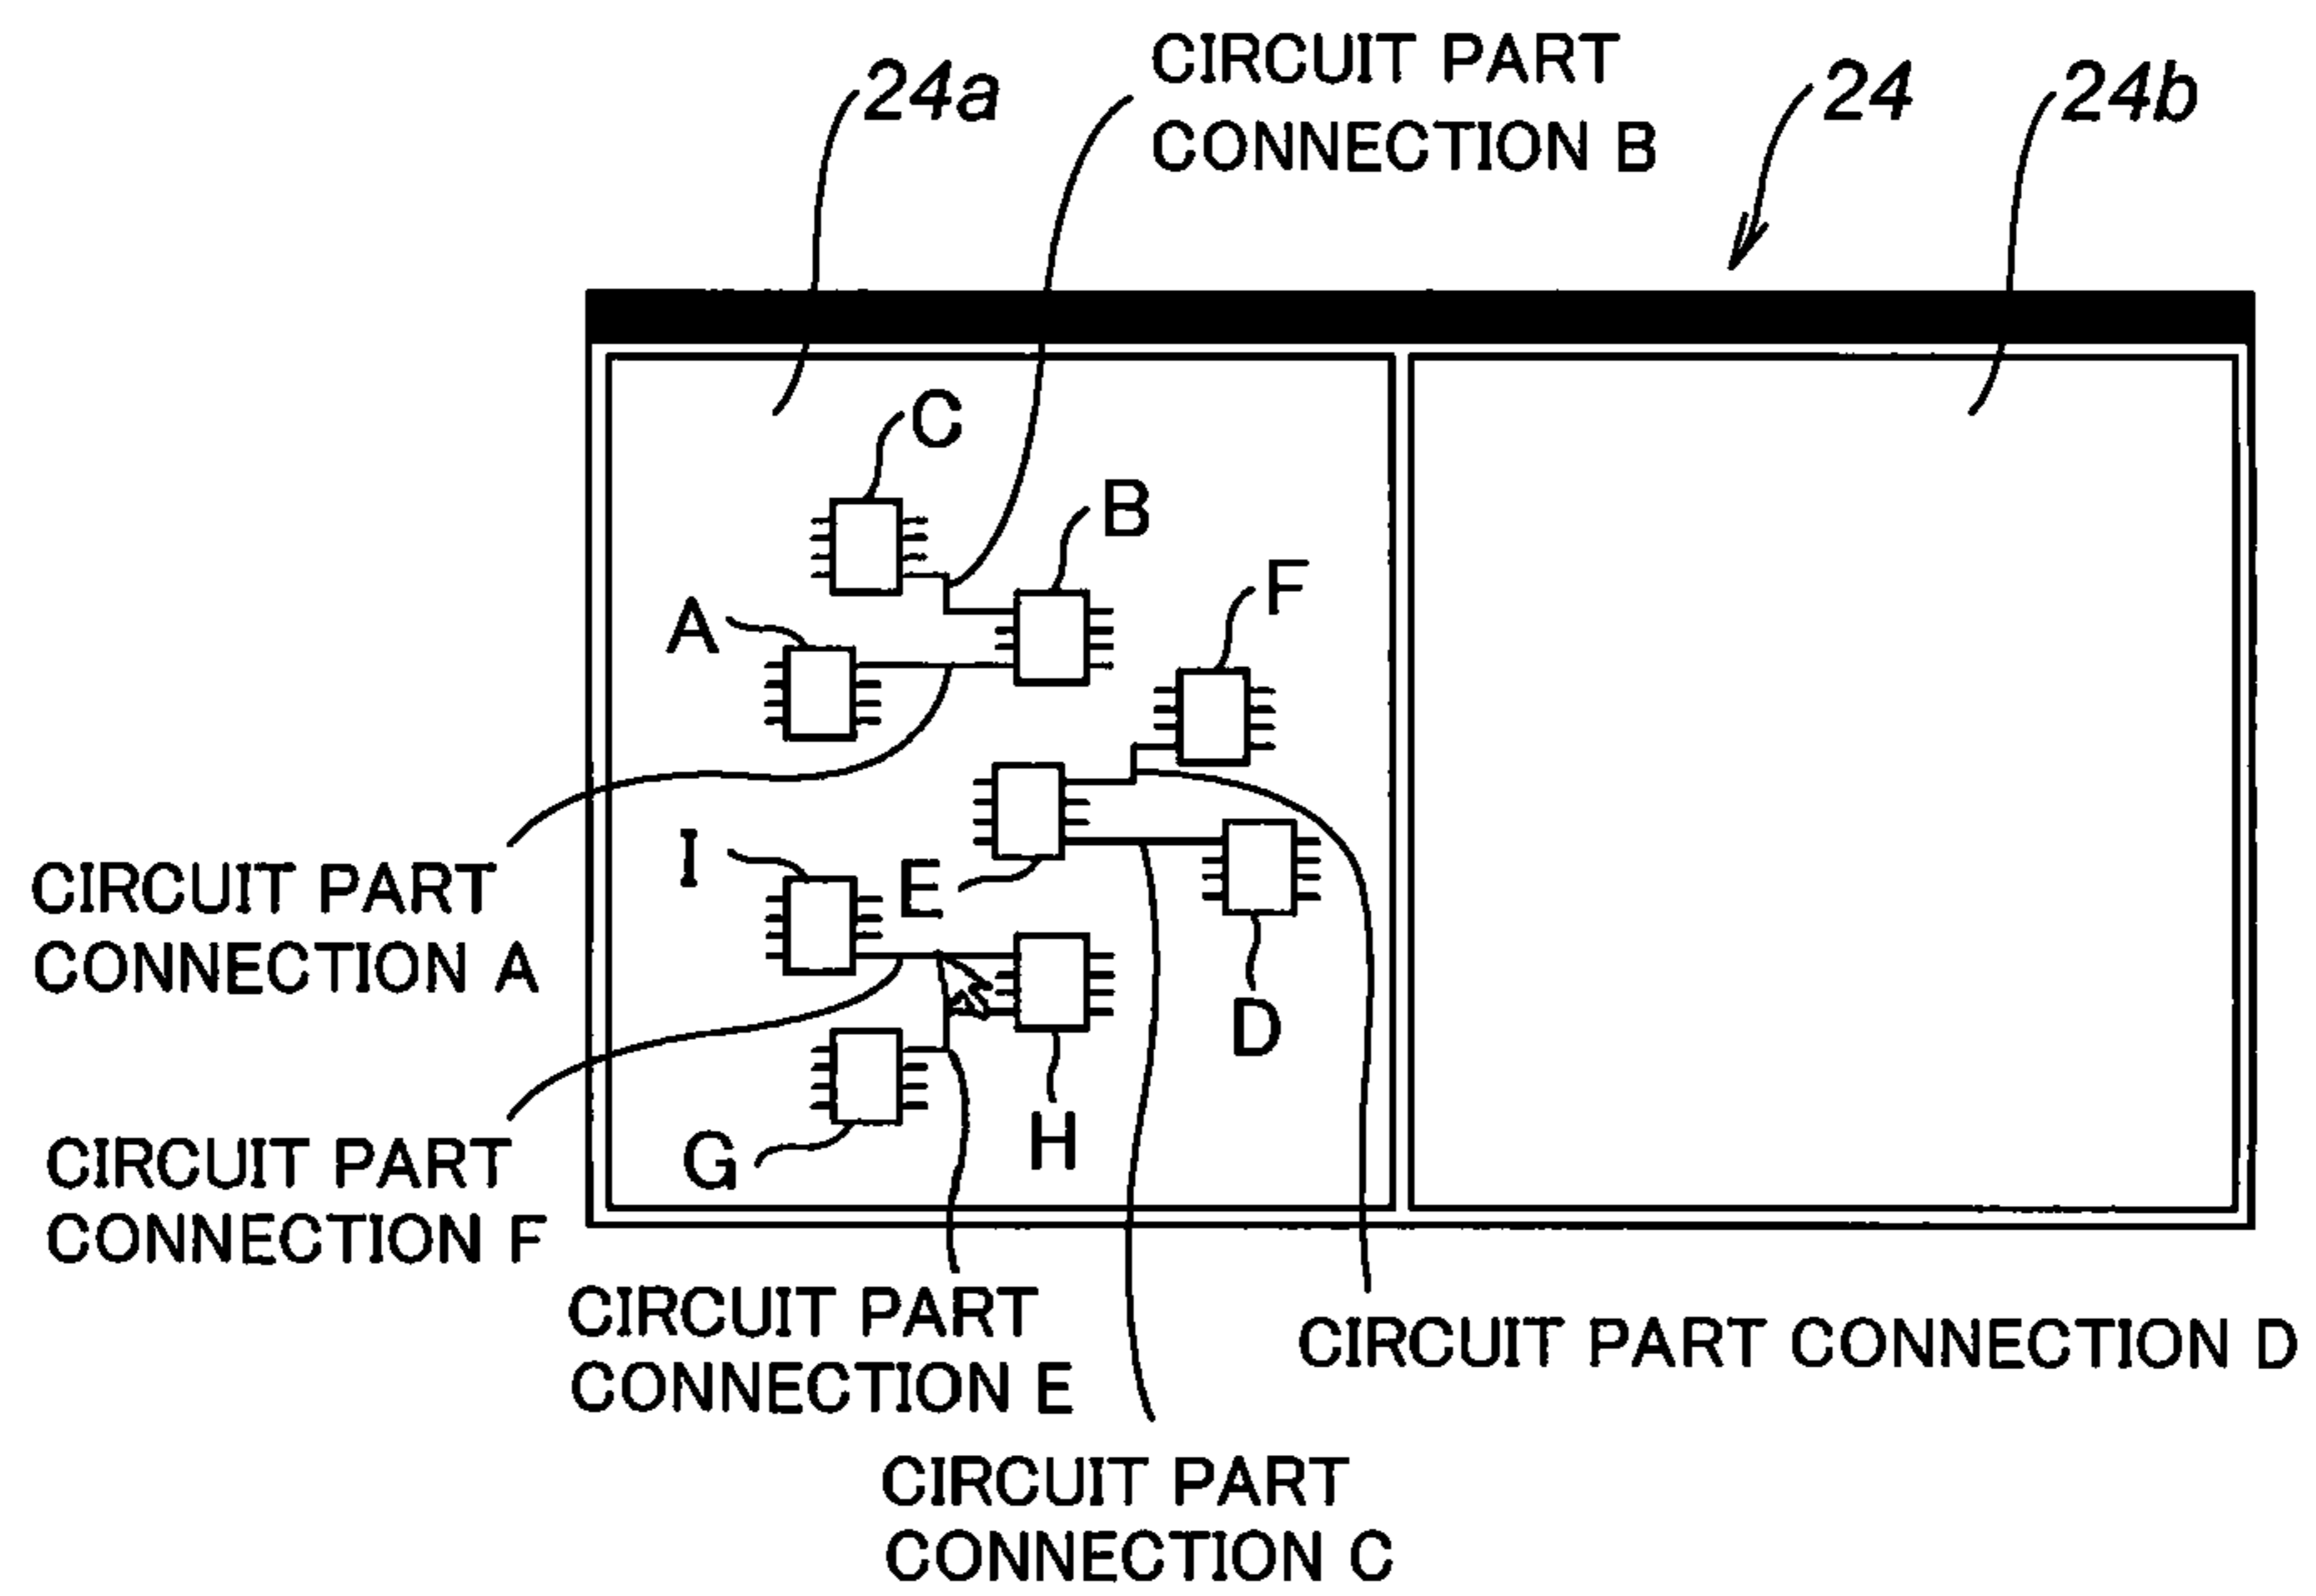 CIRCUIT PART
CONNECTION B
24a
24
24b
C
B
F
A
I
E
D
H
G
CIRCUIT PART
CONNECTION A
CIRCUIT PART
CONNECTION F
CIRCUIT PART
CONNECTION E
CIRCUIT PART CONNECTION D
CIRCUIT PART
CONNECTION C